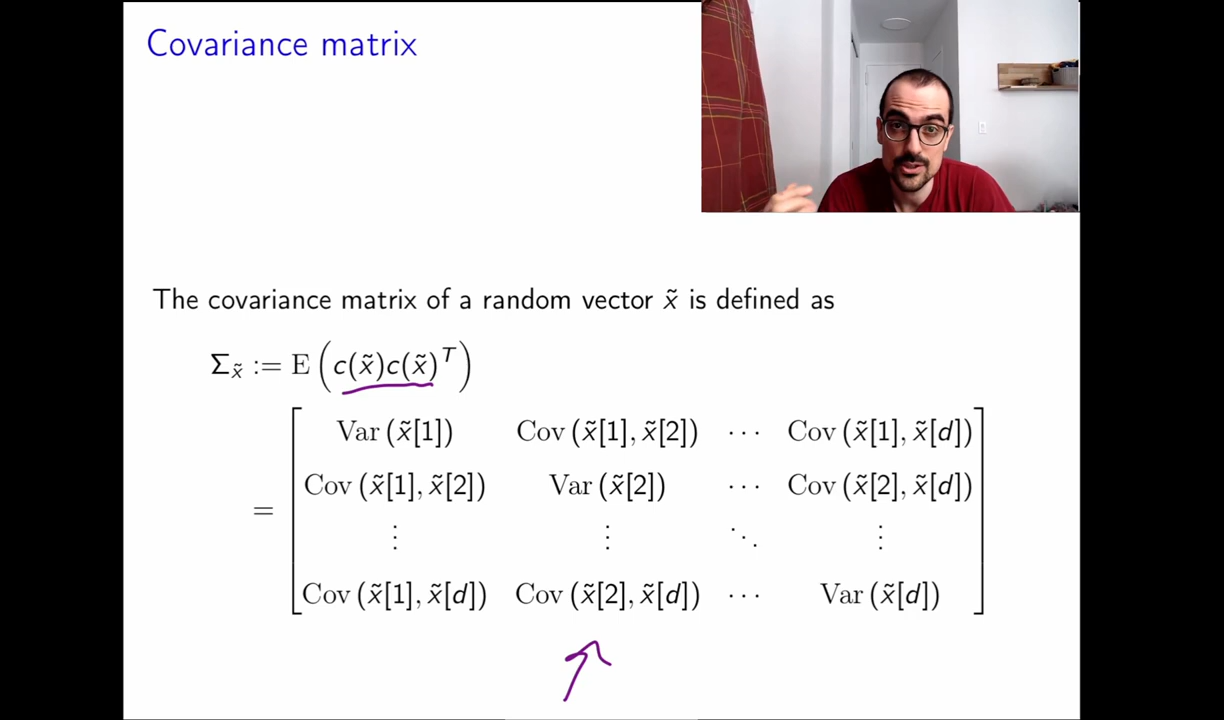 Covariance matrix
The covariance matrix of a random vector x̃ is defined as
Σ_x̃ := E (c(x̃)c(x̃)^T)
= [ Var (x̃[1]) Cov (x̃[1], x̃[2]) ⋯ Cov (x̃[1], x̃[d])
Cov (x̃[1], x̃[2]) Var (x̃[2]) ⋯ Cov (x̃[2], x̃[d])
⋮ ⋮ ⋱ ⋮
Cov (x̃[1], x̃[d]) Cov (x̃[2], x̃[d]) ⋯ Var (x̃[d]) ]